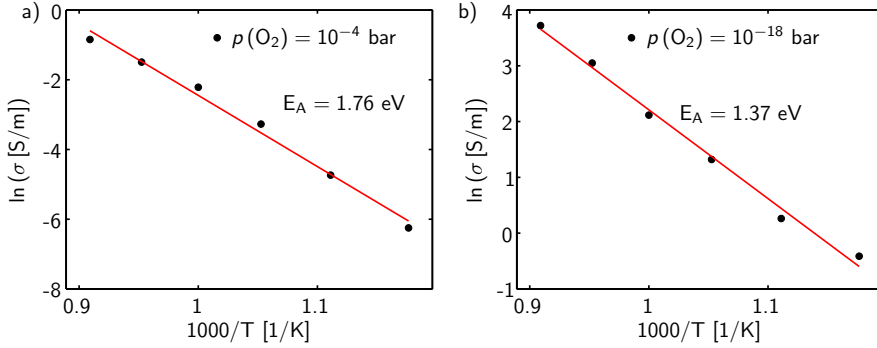 a)
0
-2
-4
-6
-8
ln (σ [S/m])
p (O₂) = 10⁻⁴ bar
E_A = 1.76 eV
0.9 1 1.1
1000/T [1/K]
b)
4
3
2
1
0
-1
ln (σ [S/m])
p (O₂) = 10⁻¹⁸ bar
E_A = 1.37 eV
0.9 1 1.1
1000/T [1/K]